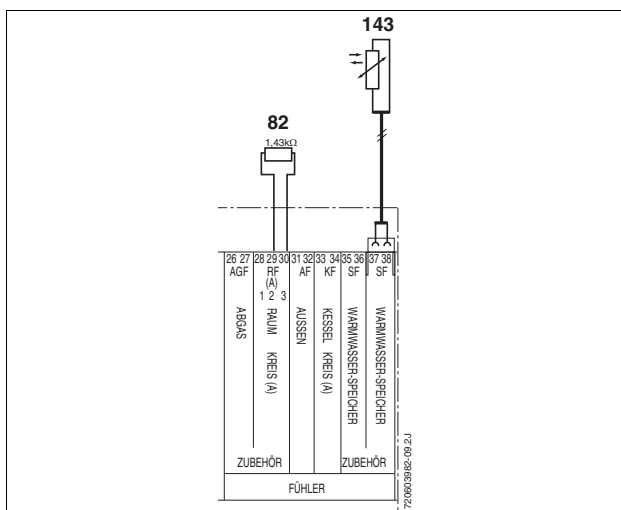 143
82
1,43kΩ
26 27 28 29 30 31 32 33 34 35 36 37 38
AGF RF AF KF SF SF
(A)
1 2 3
ABGAS
RAUM KREIS (A)
AUSSEN
KESSEL KREIS (A)
WARMWASSER-SPEICHER
WARMWASSER-SPEICHER
ZUBEHÖR ZUBEHÖR
FÜHLER
720603982-09.2J